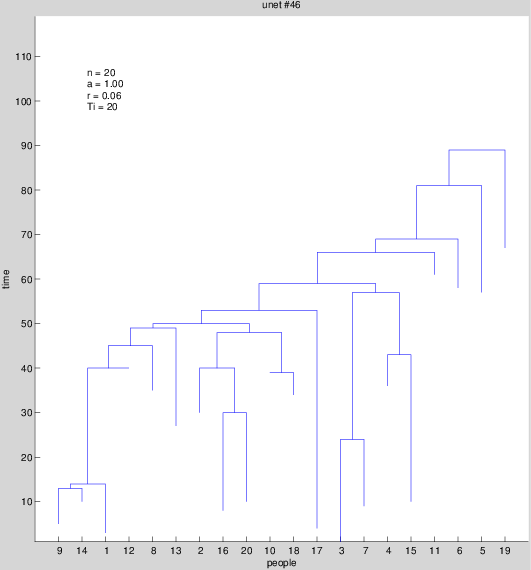 unet #46
n = 20
a = 1.00
r = 0.06
Ti = 20
110
100
90
80
70
60
50
40
30
20
10
time
9 14 1 12 8 13 2 16 20 10 18 17 3 7 4 15 11 6 5 19
people